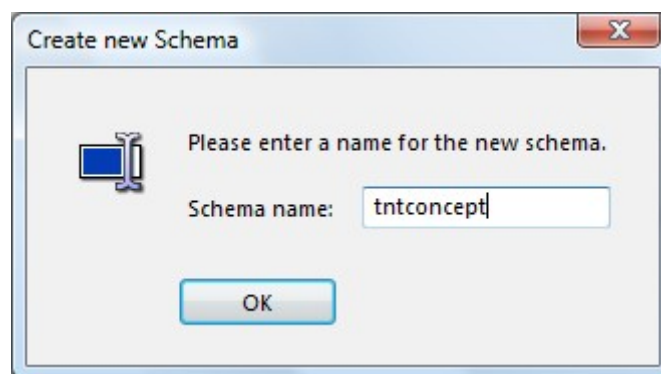 Create new Schema
Please enter a name for the new schema.
Schema name: tntconcept
OK